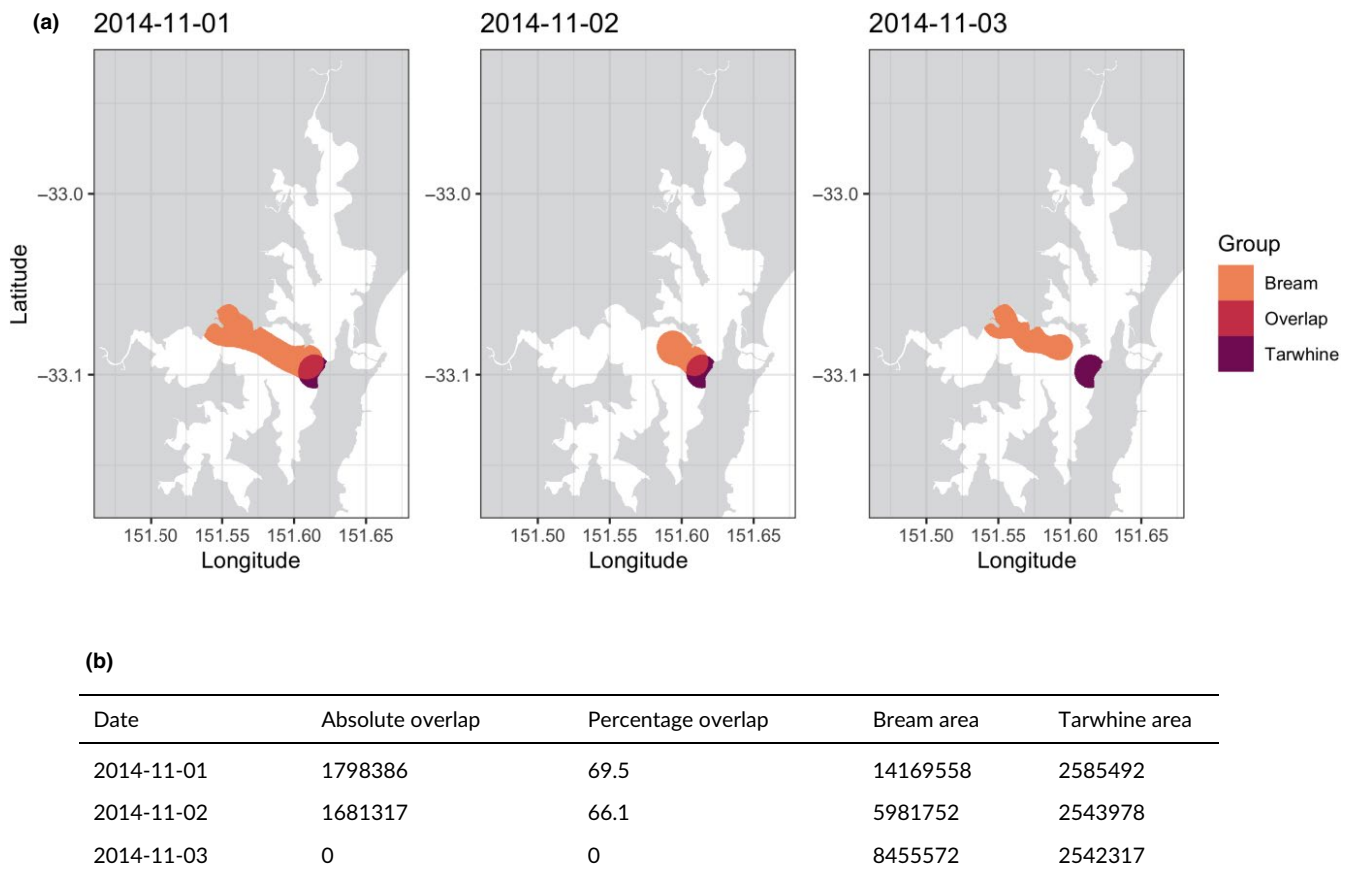 (a)
2014-11-01
2014-11-02
2014-11-03
Latitude
−33.0
−33.1
−33.0
−33.1
−33.0
−33.1
151.50 151.55 151.60 151.65
151.50 151.55 151.60 151.65
151.50 151.55 151.60 151.65
Longitude
Longitude
Longitude
Group
Bream
Overlap
Tarwhine
(b)
Date Absolute overlap Percentage overlap Bream area Tarwhine area
2014-11-01 1798386 69.5 14169558 2585492
2014-11-02 1681317 66.1 5981752 2543978
2014-11-03 0 0 8455572 2542317